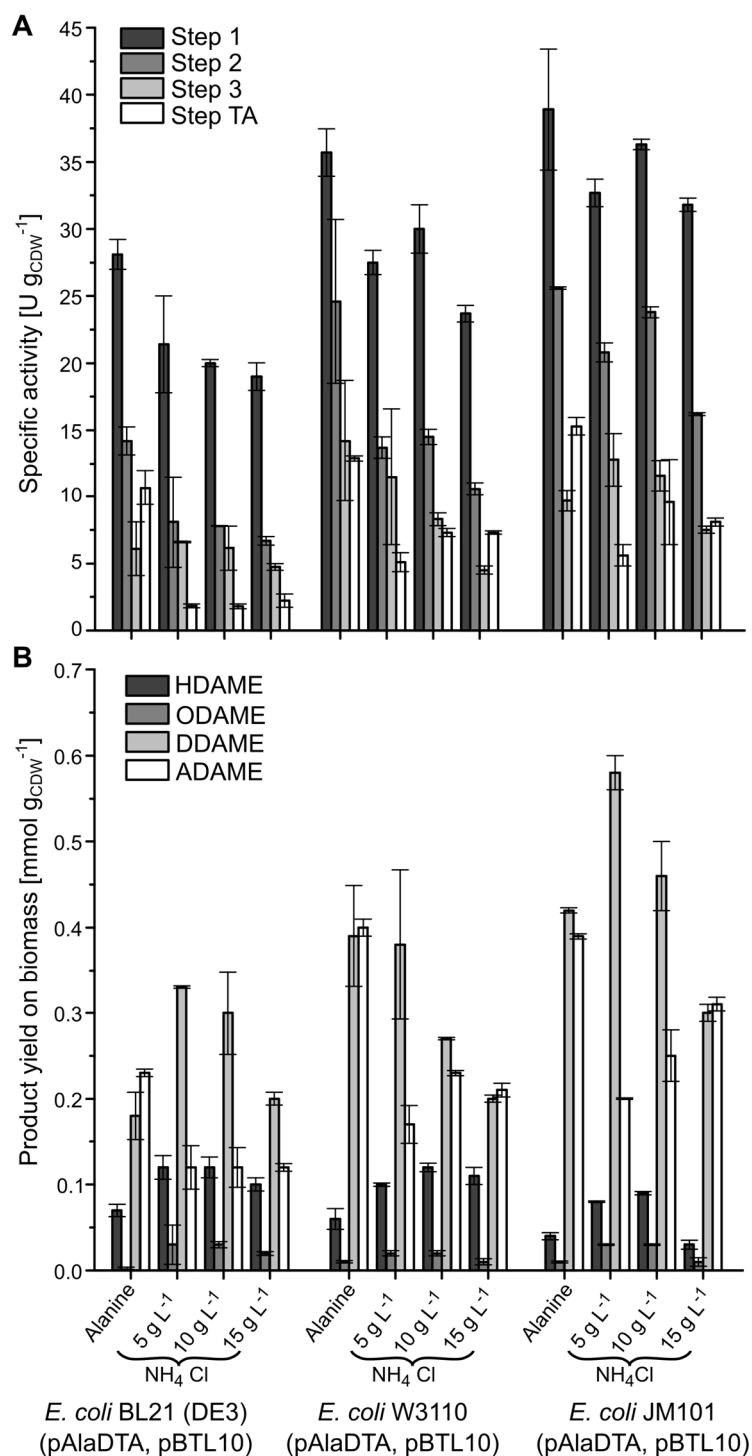 A
Step 1
Step 2
Step 3
Step TA
Specific activity [U g_CDW⁻¹]
45
40
35
30
25
20
15
10
5
0
B
HDAME
ODAME
DDAME
ADAME
Product yield on biomass [mmol g_CDW⁻¹]
0.7
0.6
0.5
0.4
0.3
0.2
0.1
0.0
Alanine 5 g L⁻¹ 10 g L⁻¹ 15 g L⁻¹ Alanine 5 g L⁻¹ 10 g L⁻¹ 15 g L⁻¹ Alanine 5 g L⁻¹ 10 g L⁻¹ 15 g L⁻¹
NH₄ Cl NH₄ Cl NH₄ Cl
E. coli BL21 (DE3) E. coli W3110 E. coli JM101
(pAlaDTA, pBTL10) (pAlaDTA, pBTL10) (pAlaDTA, pBTL10)